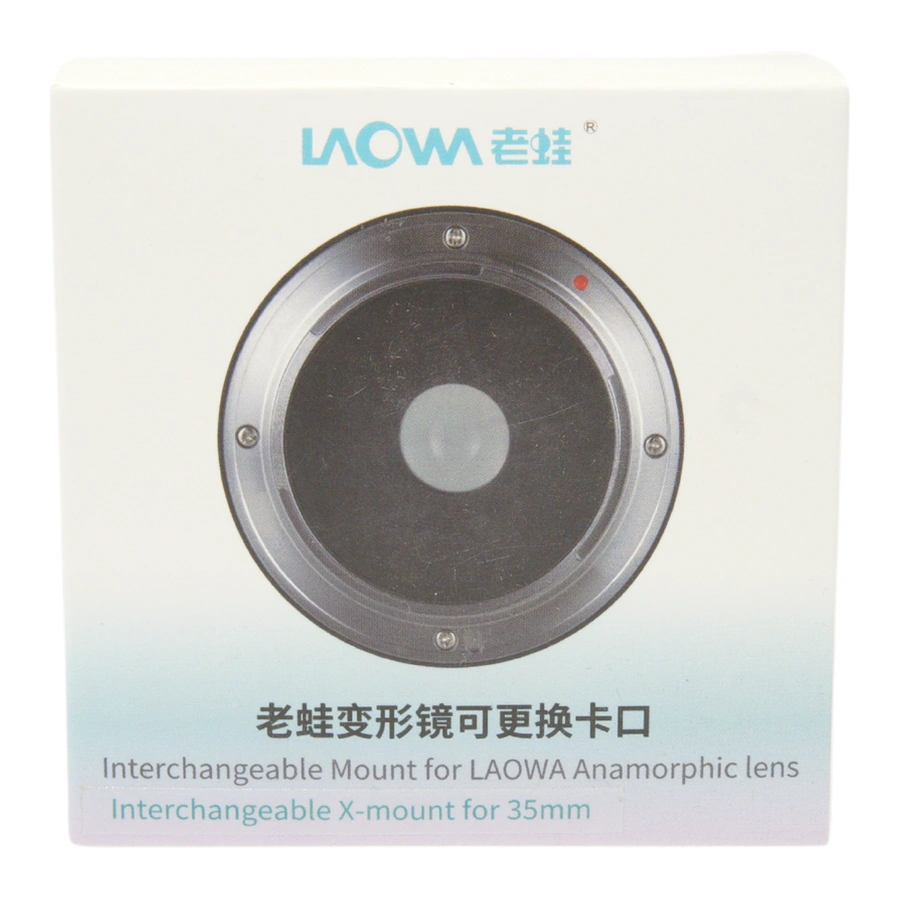 LAOWA 老蛙®
老蛙变形镜可更换卡口
Interchangeable Mount for LAOWA Anamorphic lens
Interchangeable X-mount for 35mm